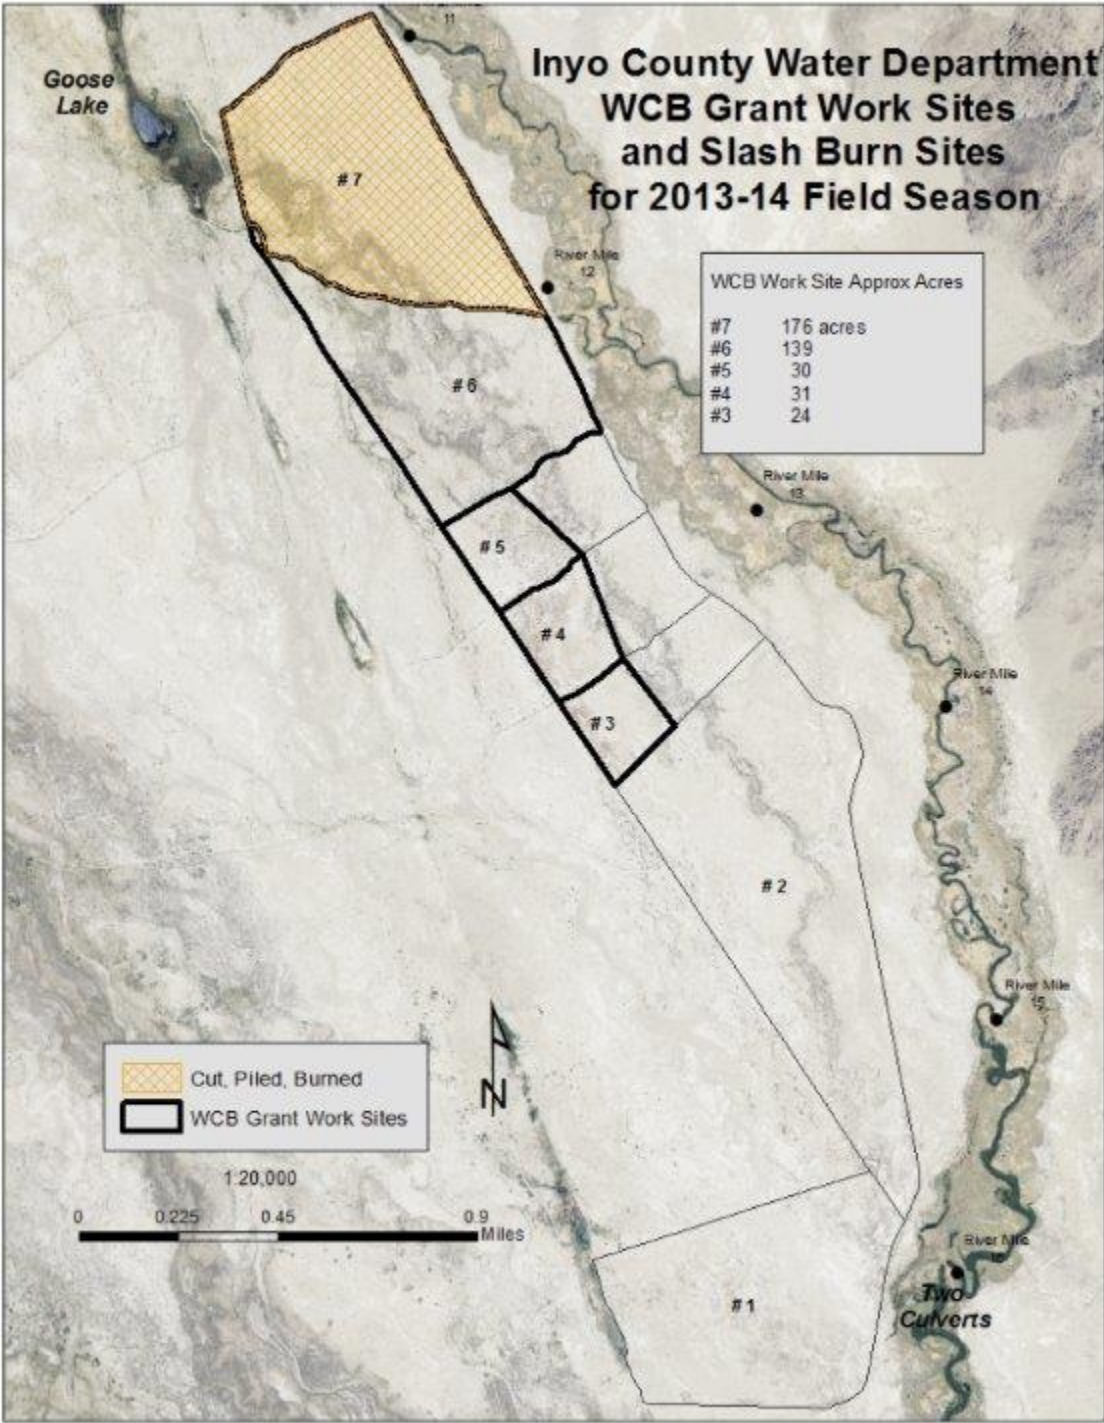 11
Goose
Lake
Inyo County Water Department
WCB Grant Work Sites
and Slash Burn Sites
for 2013-14 Field Season
#7
River Mile
12
WCB Work Site Approx Acres
#7 176 acres
#6 139
#5 30
#4 31
#3 24
#6
River Mile
13
#5
#4
River Mile
14
#3
#2
River Mile
15
N
Cut, Piled, Burned
WCB Grant Work Sites
1:20,000
0 0.225 0.45 0.9
Miles
River Mile
16
#1
Two
Culverts